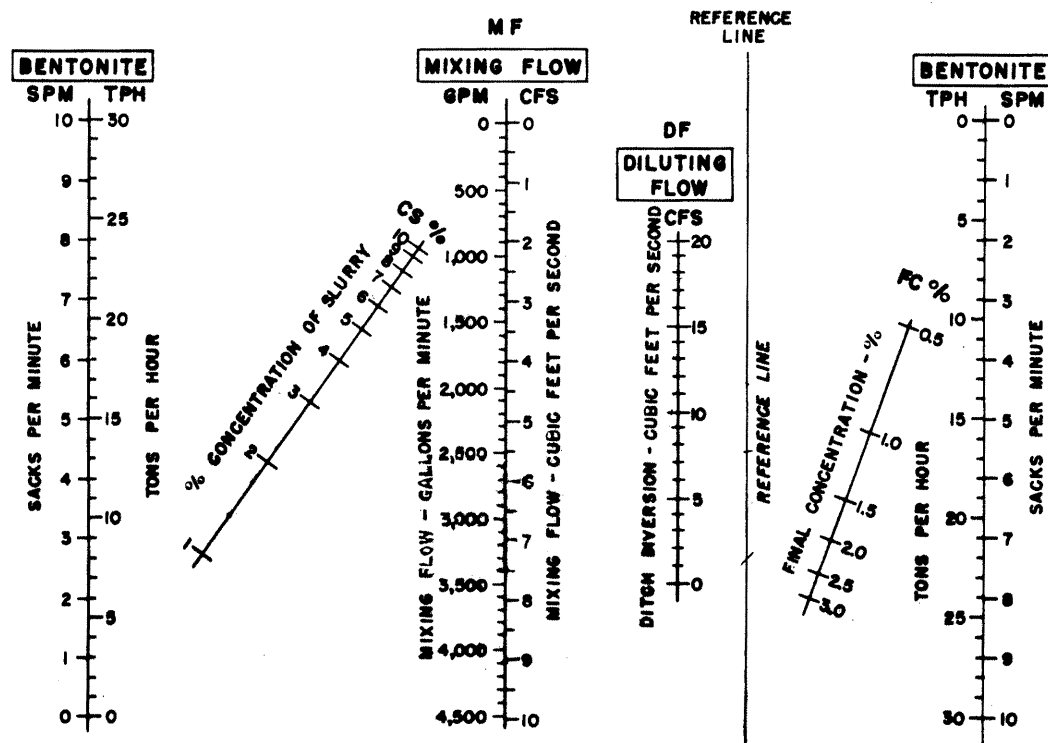 REFERENCE
LINE
MF
BENTONITE
SPM TPH
10 30
9
25
8
7
20
6
5
15
4
10
3
2
5
1
0 0
SACKS PER MINUTE
TONS PER HOUR
% CONCENTRATION OF SLURRY
CS %
10
9
8
7
6
5
4
3
2
1
MIXING FLOW
GPM CFS
0 0
1
500
2
1,000
3
1,500
4
2,000
5
2,500
6
3,000
7
3,500
8
4,000
9
4,500 10
MIXING FLOW - GALLONS PER MINUTE
MIXING FLOW - CUBIC FEET PER SECOND
DF
DILUTING
FLOW
CFS
20
15
10
5
0
DITCH DIVERSION - CUBIC FEET PER SECOND
REFERENCE LINE
FC %
0.5
1.0
1.5
2.0
2.5
3.0
FINAL CONCENTRATION - %
BENTONITE
TPH SPM
0 0
1
5 2
3
10
4
15 5
6
20
7
8
25
9
30 10
TONS PER HOUR
SACKS PER MINUTE